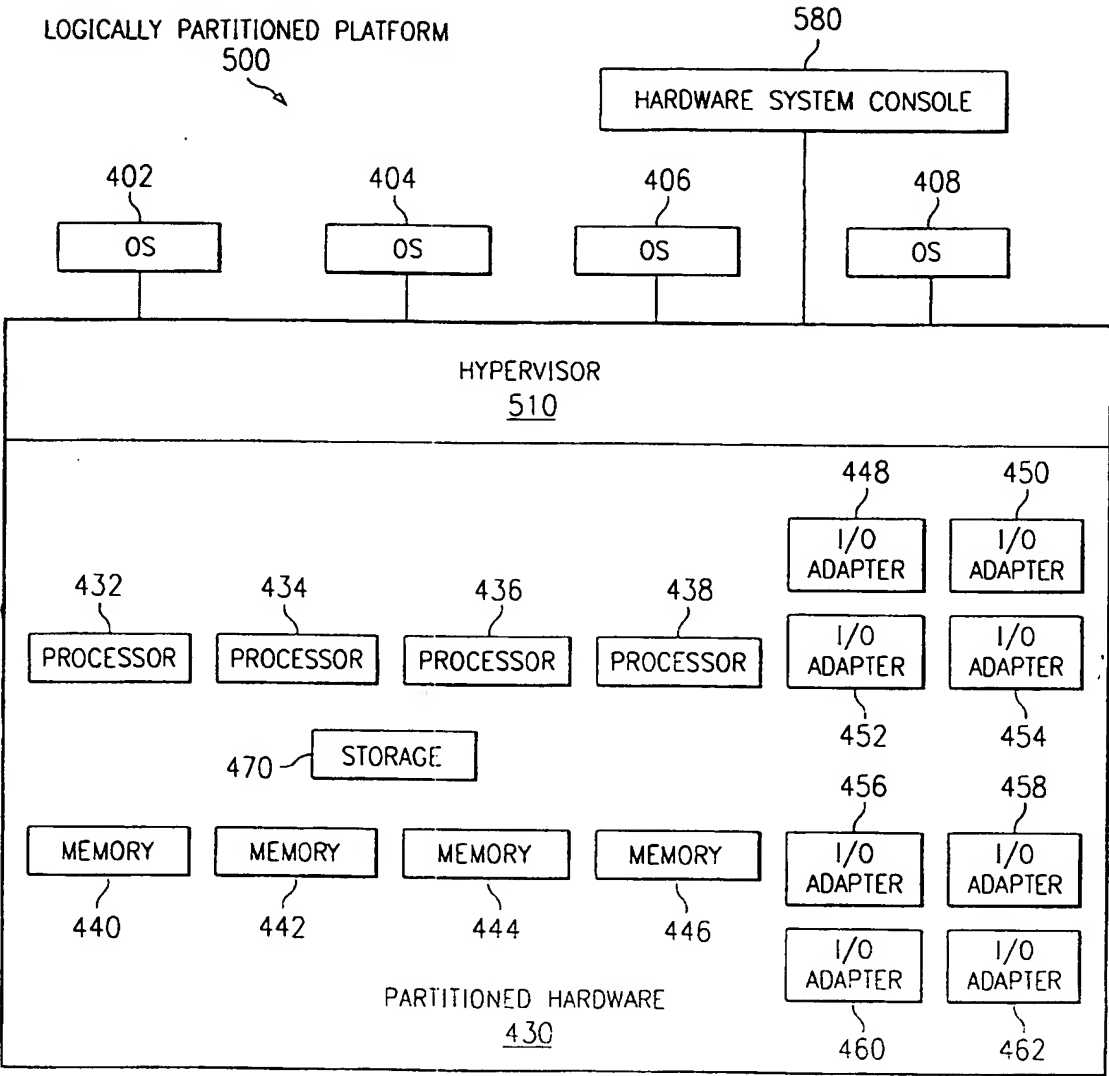 LOGICALLY PARTITIONED PLATFORM
500
580
HARDWARE SYSTEM CONSOLE
402
404
406
408
OS
OS
OS
OS
HYPERVISOR
510
448
450
I/O
ADAPTER
I/O
ADAPTER
432
434
436
438
PROCESSOR
PROCESSOR
PROCESSOR
PROCESSOR
I/O
ADAPTER
I/O
ADAPTER
452
454
470
STORAGE
456
458
MEMORY
MEMORY
MEMORY
MEMORY
I/O
ADAPTER
I/O
ADAPTER
440
442
444
446
I/O
ADAPTER
I/O
ADAPTER
PARTITIONED HARDWARE
430
460
462